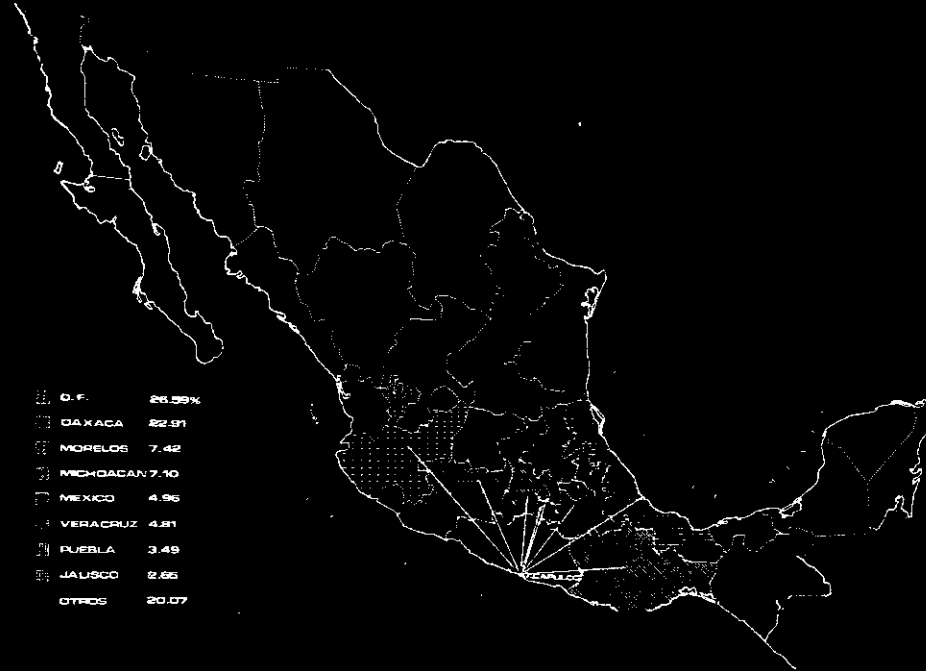 D.F. 26.59%
OAXACA 22.91
MORELOS 7.42
MICHOACAN 7.10
MEXICO 4.96
VERACRUZ 4.81
PUEBLA 3.49
JALISCO 2.65
OTROS 20.07
ACAPULCO